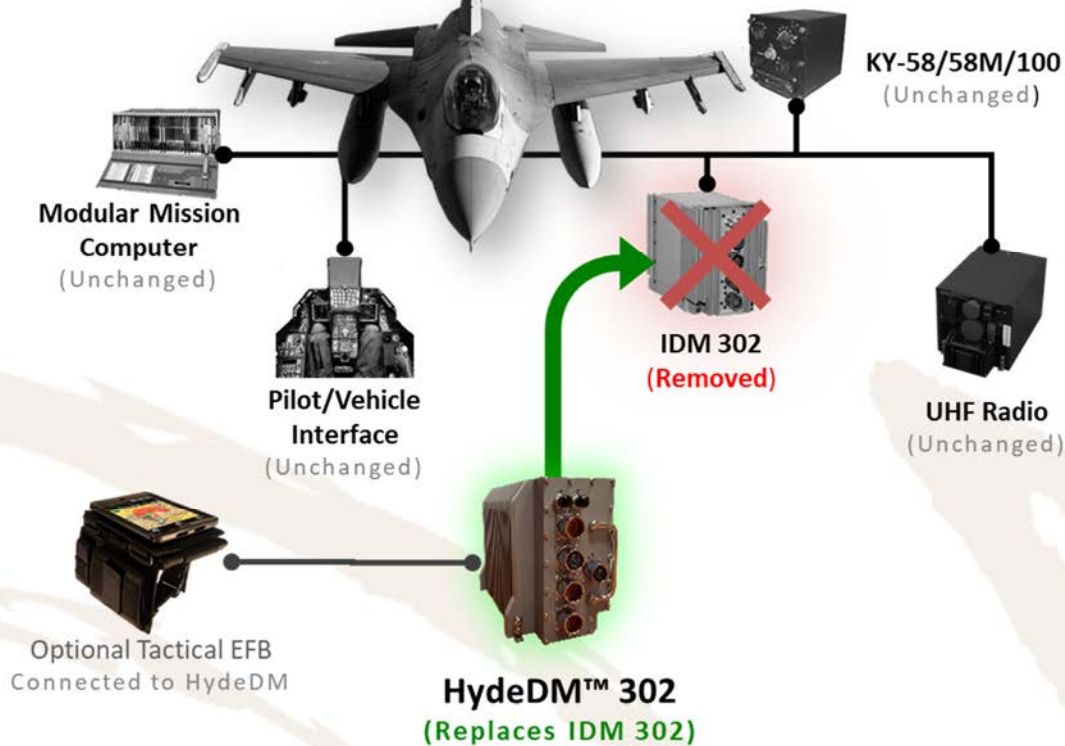 KY-58/58M/100
(Unchanged)
Modular Mission
Computer
(Unchanged)
Pilot/Vehicle
Interface
(Unchanged)
IDM 302
(Removed)
UHF Radio
(Unchanged)
Optional Tactical EFB
Connected to HydeDM
HydeDM™ 302
(Replaces IDM 302)